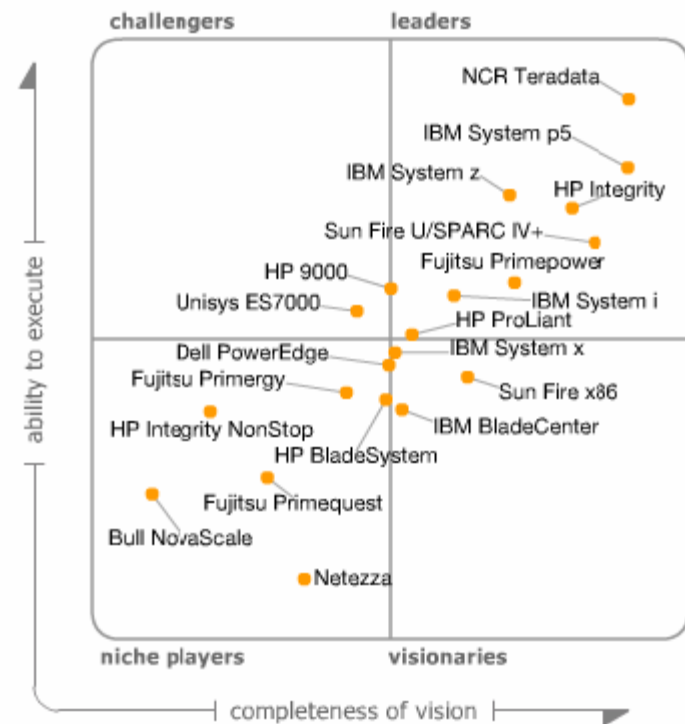 challengers
leaders
NCR Teradata
IBM System p5
IBM System z
HP Integrity
Sun Fire U/SPARC IV+
HP 9000
Fujitsu Primepower
Unisys ES7000
IBM System i
HP ProLiant
Dell PowerEdge
IBM System x
Fujitsu Primergy
Sun Fire x86
HP Integrity NonStop
IBM BladeCenter
HP BladeSystem
Fujitsu Primequest
Bull NovaScale
Netezza
niche players
visionaries
ability to execute
completeness of vision